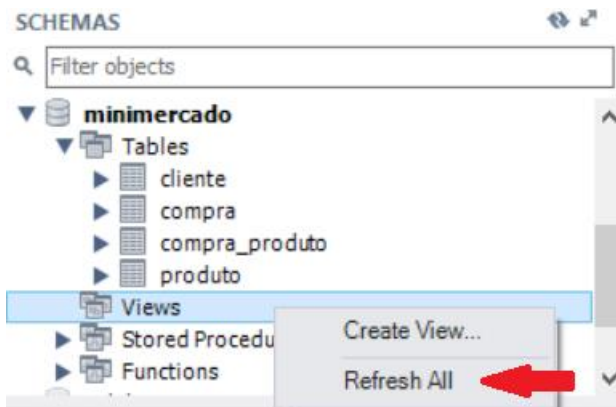 SCHEMAS
Filter objects
minimercado
Tables
cliente
compra
compra_produto
produto
Views
Create View...
Stored Procedu
Refresh All
Functions